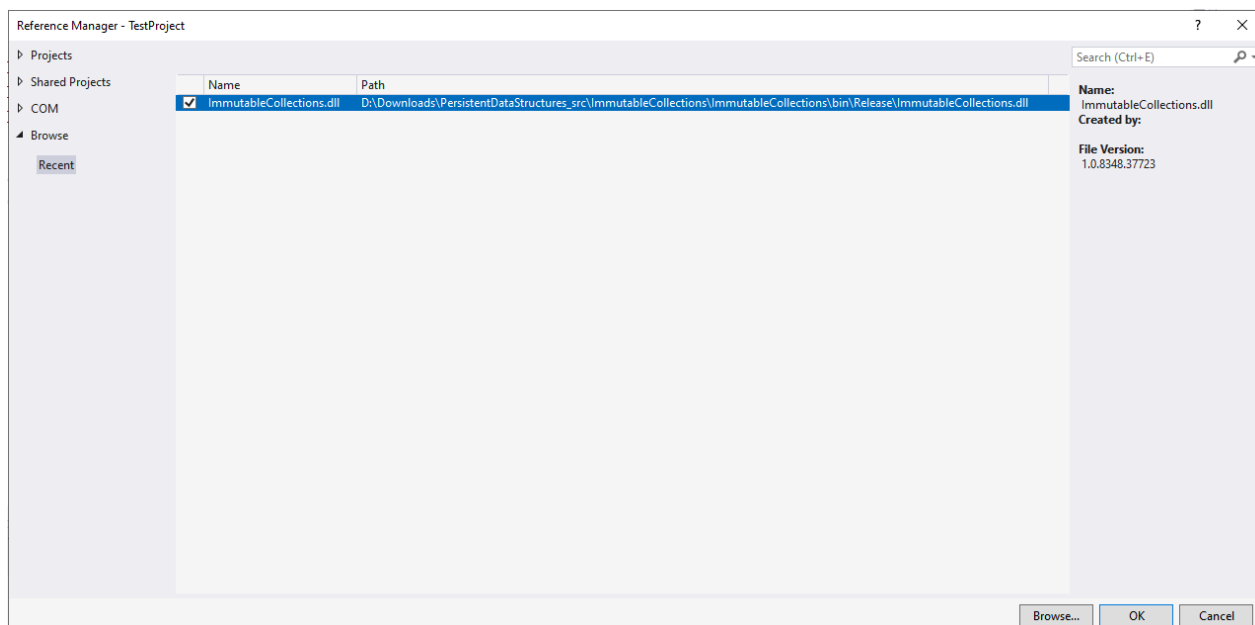 Reference Manager - TestProject
?
Projects
Shared Projects
COM
Browse
Recent
Name Path
ImmutableCollections.dll D:\Downloads\PersistentDataStructures_src\ImmutableCollections\ImmutableCollections\bin\Release\ImmutableCollections.dll
Search (Ctrl+E)
Name:
ImmutableCollections.dll
Created by:
File Version:
1.0.8348.37723
Browse... OK Cancel